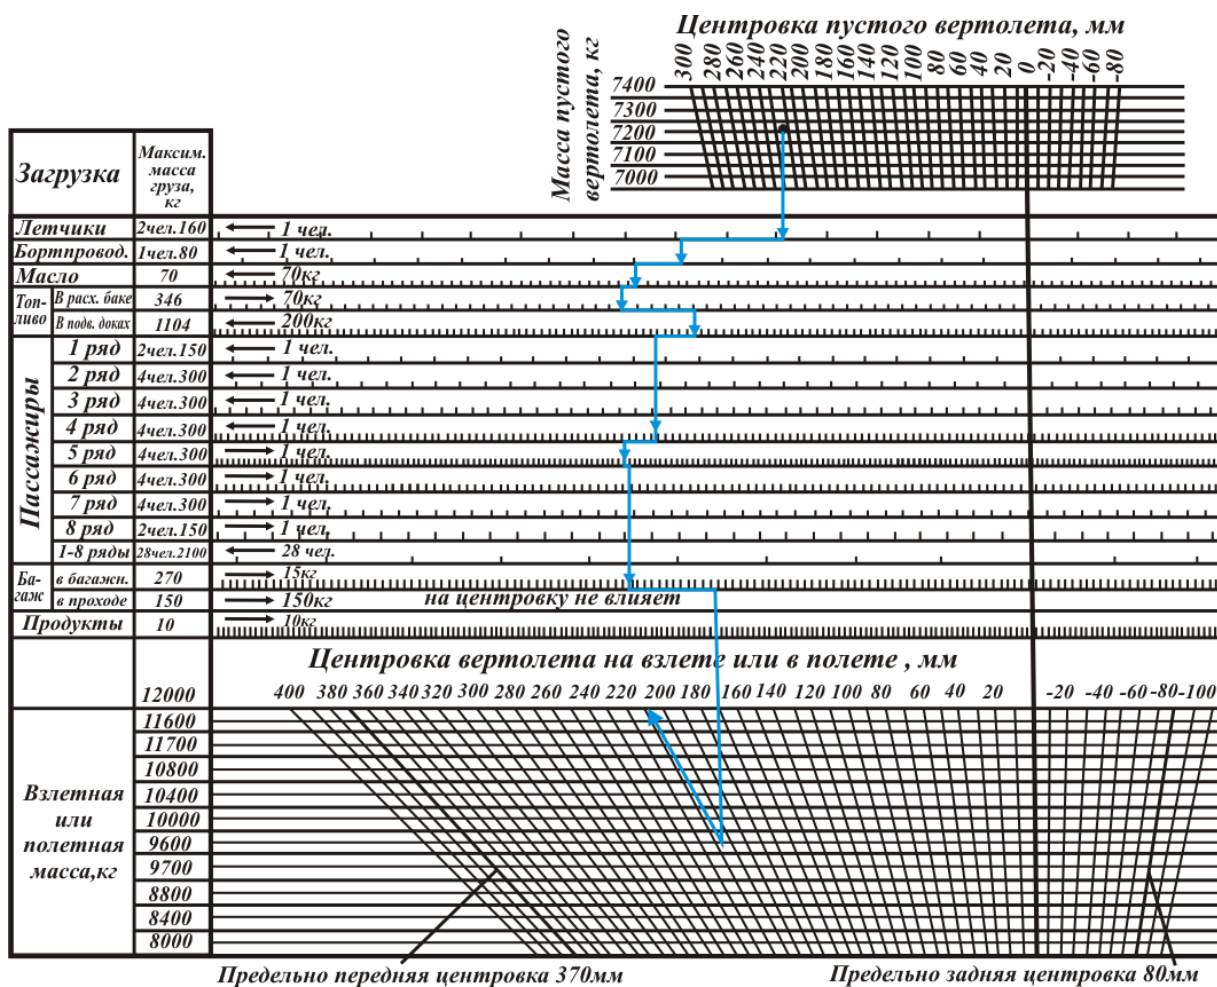 Центровка пустого вертолета, мм
300 280 260 240 220 200 180 160 140 120 100 80 60 40 20 0 -20 -40 -60 -80
Масса пустого вертолета, кг
7400
7300
7200
7100
7000
Загрузка
Максим. масса груза, кг
Летчики 2чел.160 1 чел.
Бортпровод. 1чел.80 1 чел.
Масло 70 70кг
Топ-ливо
В расх. баке 346 70кг
В подв. доках 1104 200кг
Пассажиры
1 ряд 2чел.150 1 чел.
2 ряд 4чел.300 1 чел.
3 ряд 4чел.300 1 чел.
4 ряд 4чел.300 1 чел.
5 ряд 4чел.300 1 чел.
6 ряд 4чел.300 1 чел.
7 ряд 4чел.300 1 чел.
8 ряд 2чел.150 1 чел.
1-8 ряды 28чел.2100 28 чел.
Ба-гаж
в багажн. 270 15кг
в проходе 150 150кг на центровку не влияет
Продукты 10 10кг
Центровка вертолета на взлете или в полете , мм
400 380 360 340 320 300 280 260 240 220 200 180 160 140 120 100 80 60 40 20 -20 -40 -60 -80 -100
Взлетная или полетная масса,кг
12000
11600
11700
10800
10400
10000
9600
9700
8800
8400
8000
Предельно передняя центровка 370мм
Предельно задняя центровка 80мм